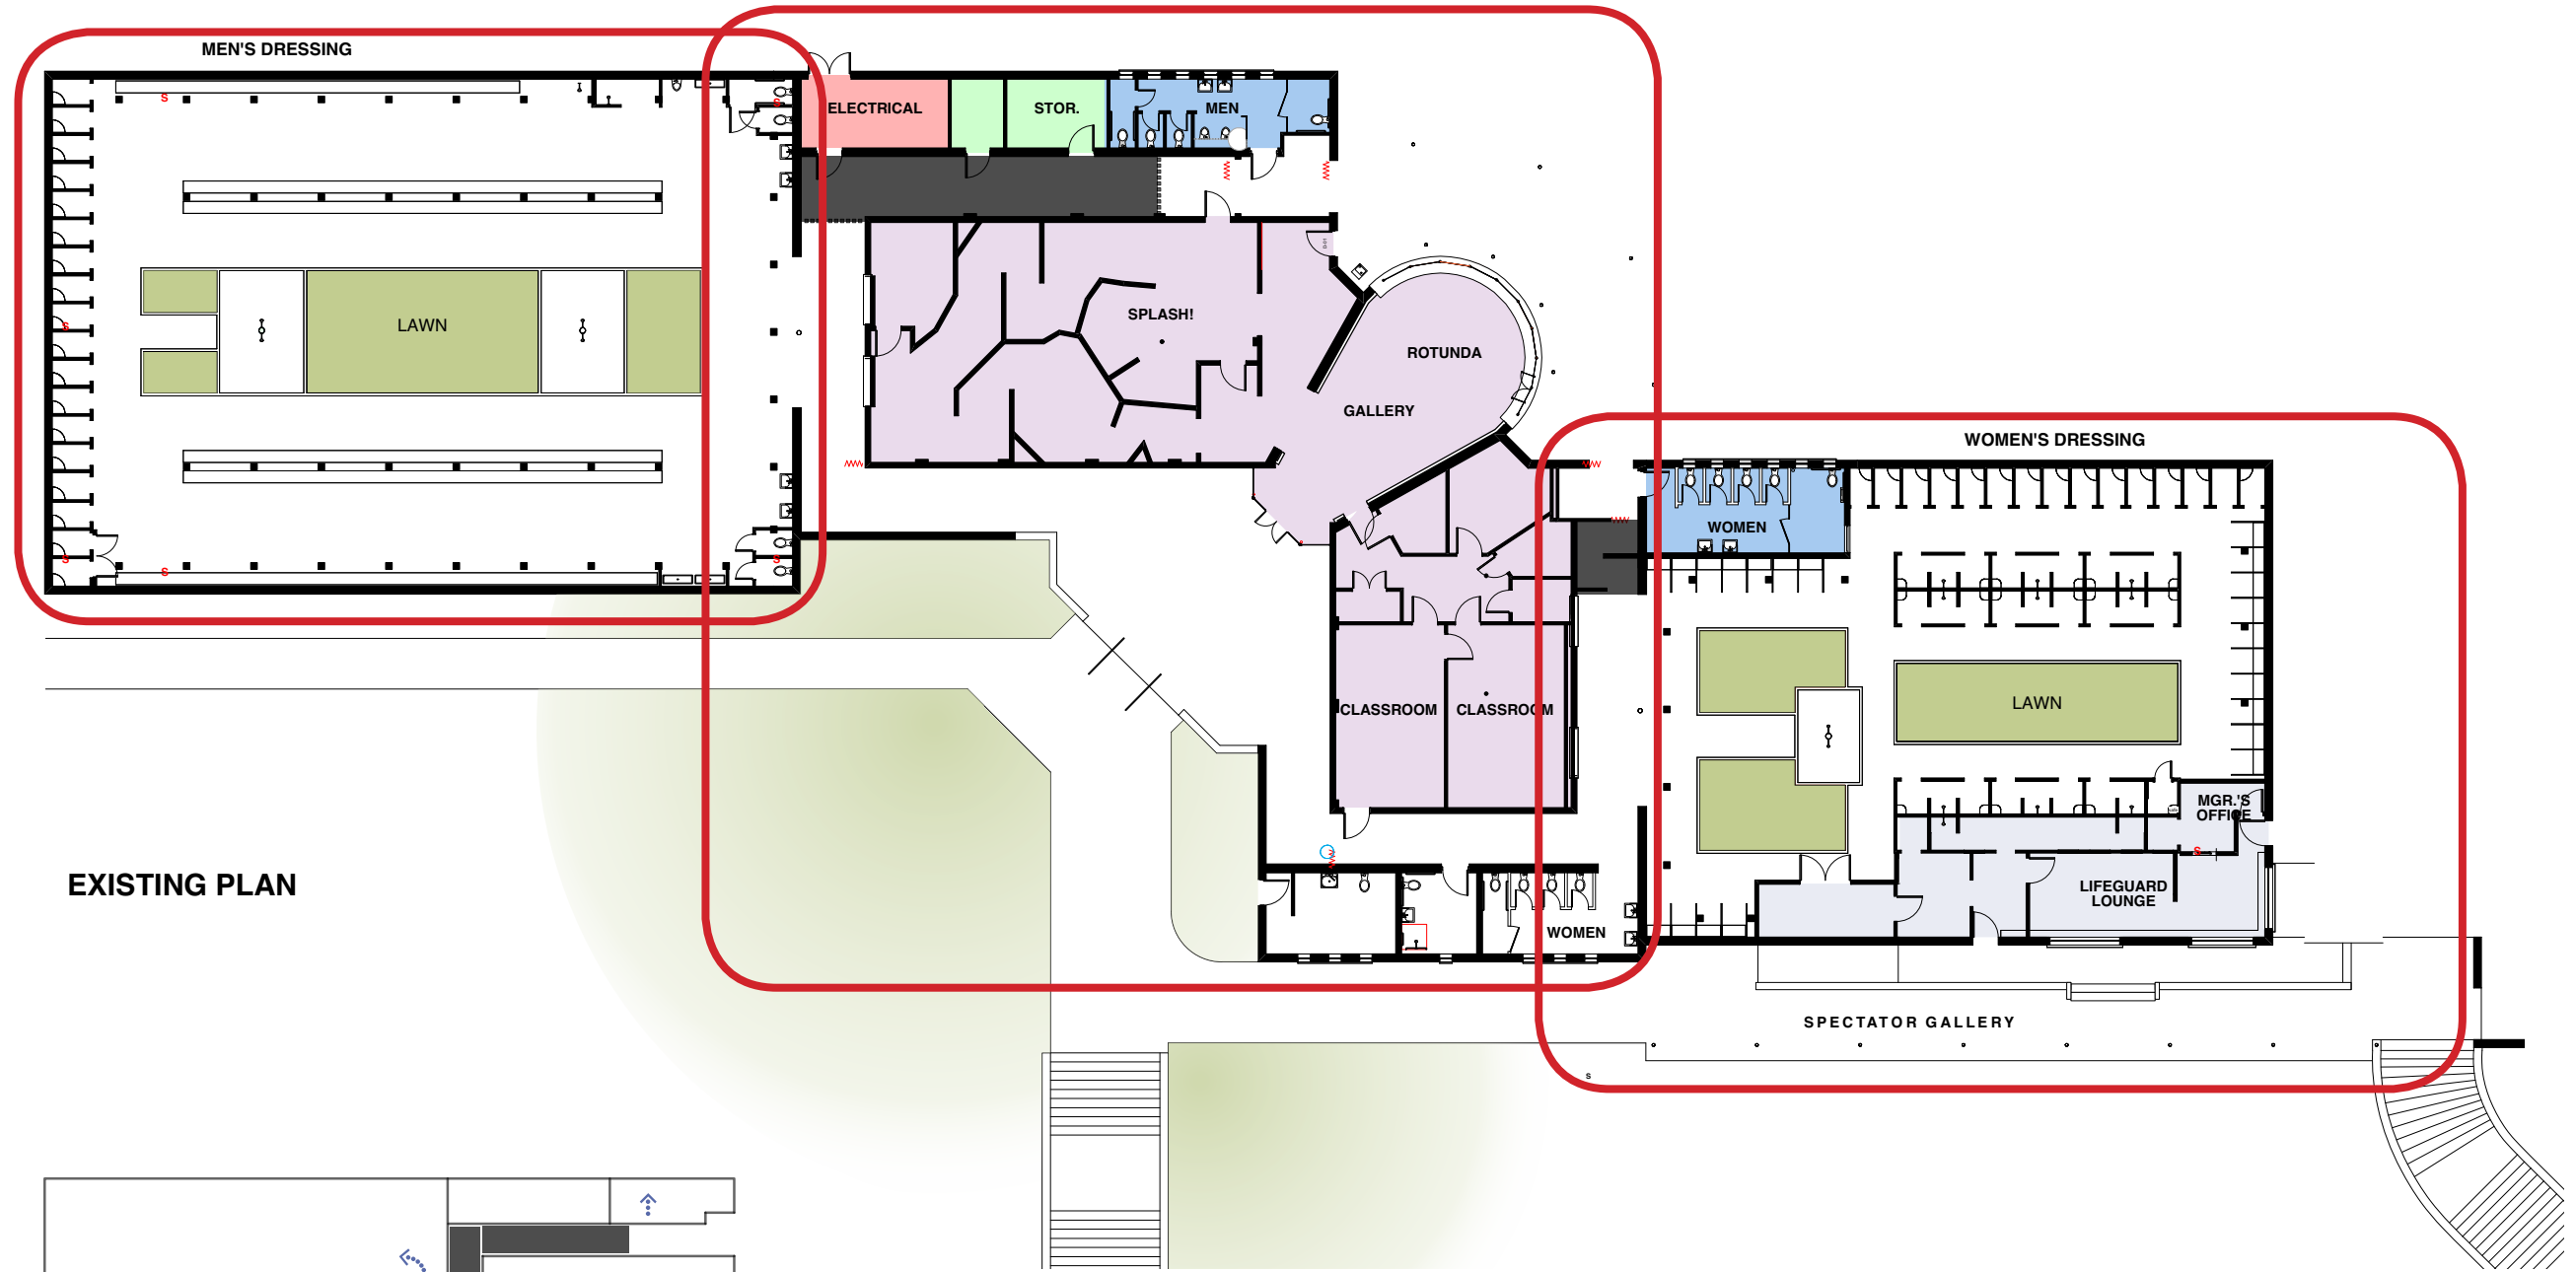 MEN'S DRESSING
ELECTRICAL
STOR.
MEN
S
S
LAWN
S
SPLASH!
ROTUNDA
GALLERY
WOMEN'S DRESSING
WOMEN
S
S
S
LAWN
CLASSROOM
CLASSROOM
MGR.'S
OFFICE
S
EXISTING PLAN
LIFEGUARD
LOUNGE
WOMEN
SPECTATOR GALLERY
S